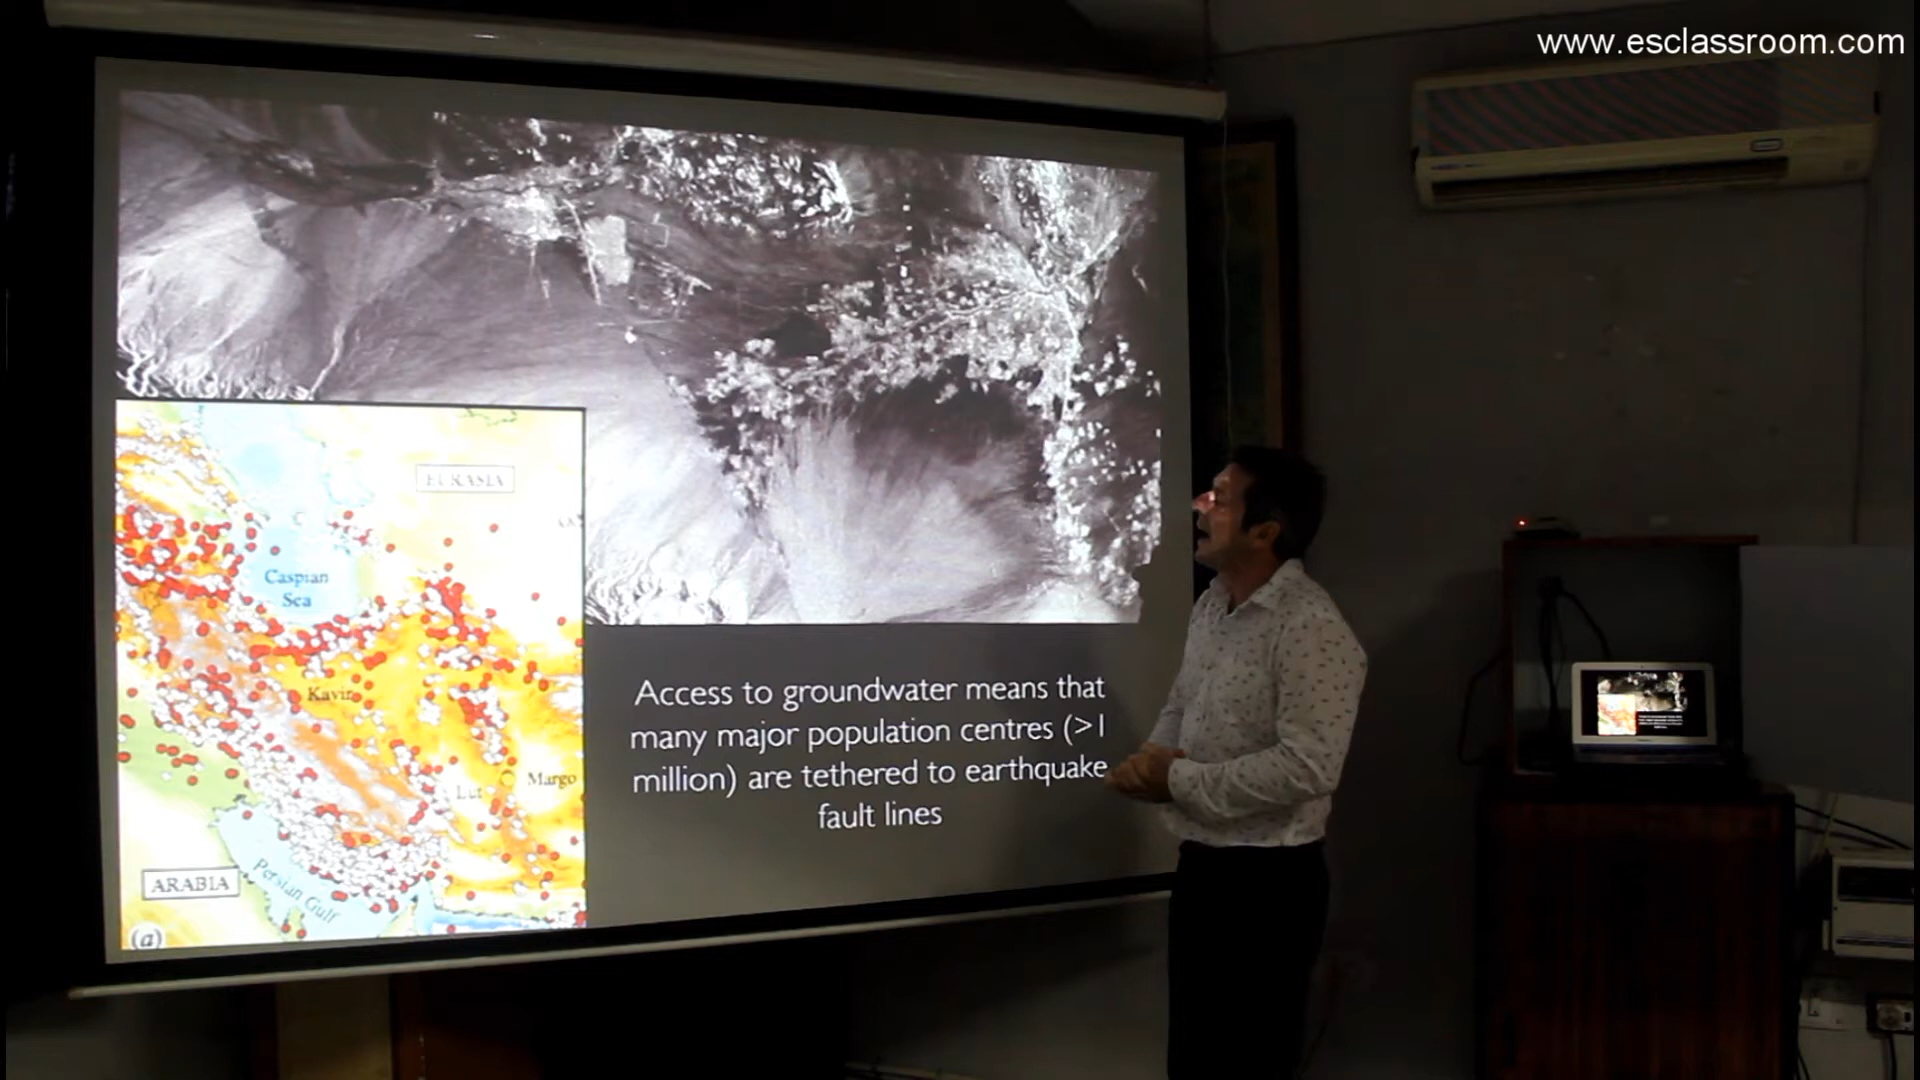 www.esclassroom.com
EURASIA
Caspian
Sea
Kavir
Lut
Margo
ARABIA
Persian Gulf
(a)
Access to groundwater means that
many major population centres (>1
million) are tethered to earthquake
fault lines